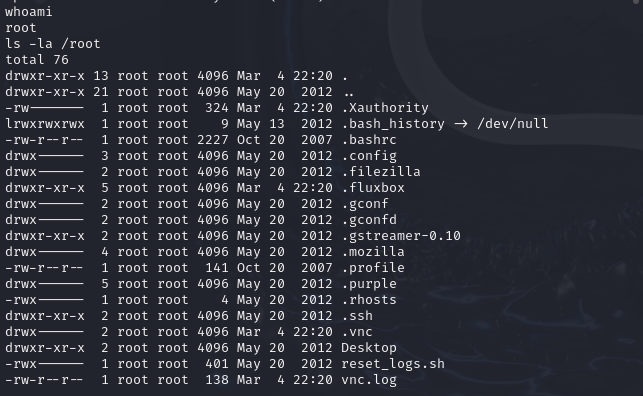 whoami
root
ls -la /root
total 76
drwxr-xr-x 13 root root 4096 Mar  4 22:20 .
drwxr-xr-x 21 root root 4096 May 20  2012 ..
-rw-------  1 root root  324 Mar  4 22:20 .Xauthority
lrwxrwxrwx  1 root root    9 May 13  2012 .bash_history -> /dev/null
-rw-r--r--  1 root root 2227 Oct 20  2007 .bashrc
drwx------  3 root root 4096 May 20  2012 .config
drwx------  2 root root 4096 May 20  2012 .filezilla
drwxr-xr-x  5 root root 4096 Mar  4 22:20 .fluxbox
drwx------  2 root root 4096 May 20  2012 .gconf
drwx------  2 root root 4096 May 20  2012 .gconfd
drwxr-xr-x  2 root root 4096 May 20  2012 .gstreamer-0.10
drwx------  4 root root 4096 May 20  2012 .mozilla
-rw-r--r--  1 root root  141 Oct 20  2007 .profile
drwx------  5 root root 4096 May 20  2012 .purple
-rwx------  1 root root    4 May 20  2012 .rhosts
drwxr-xr-x  2 root root 4096 May 20  2012 .ssh
drwx------  2 root root 4096 Mar  4 22:20 .vnc
drwxr-xr-x  2 root root 4096 May 20  2012 Desktop
-rwx------  1 root root  401 May 20  2012 reset_logs.sh
-rw-r--r--  1 root root  138 Mar  4 22:20 vnc.log